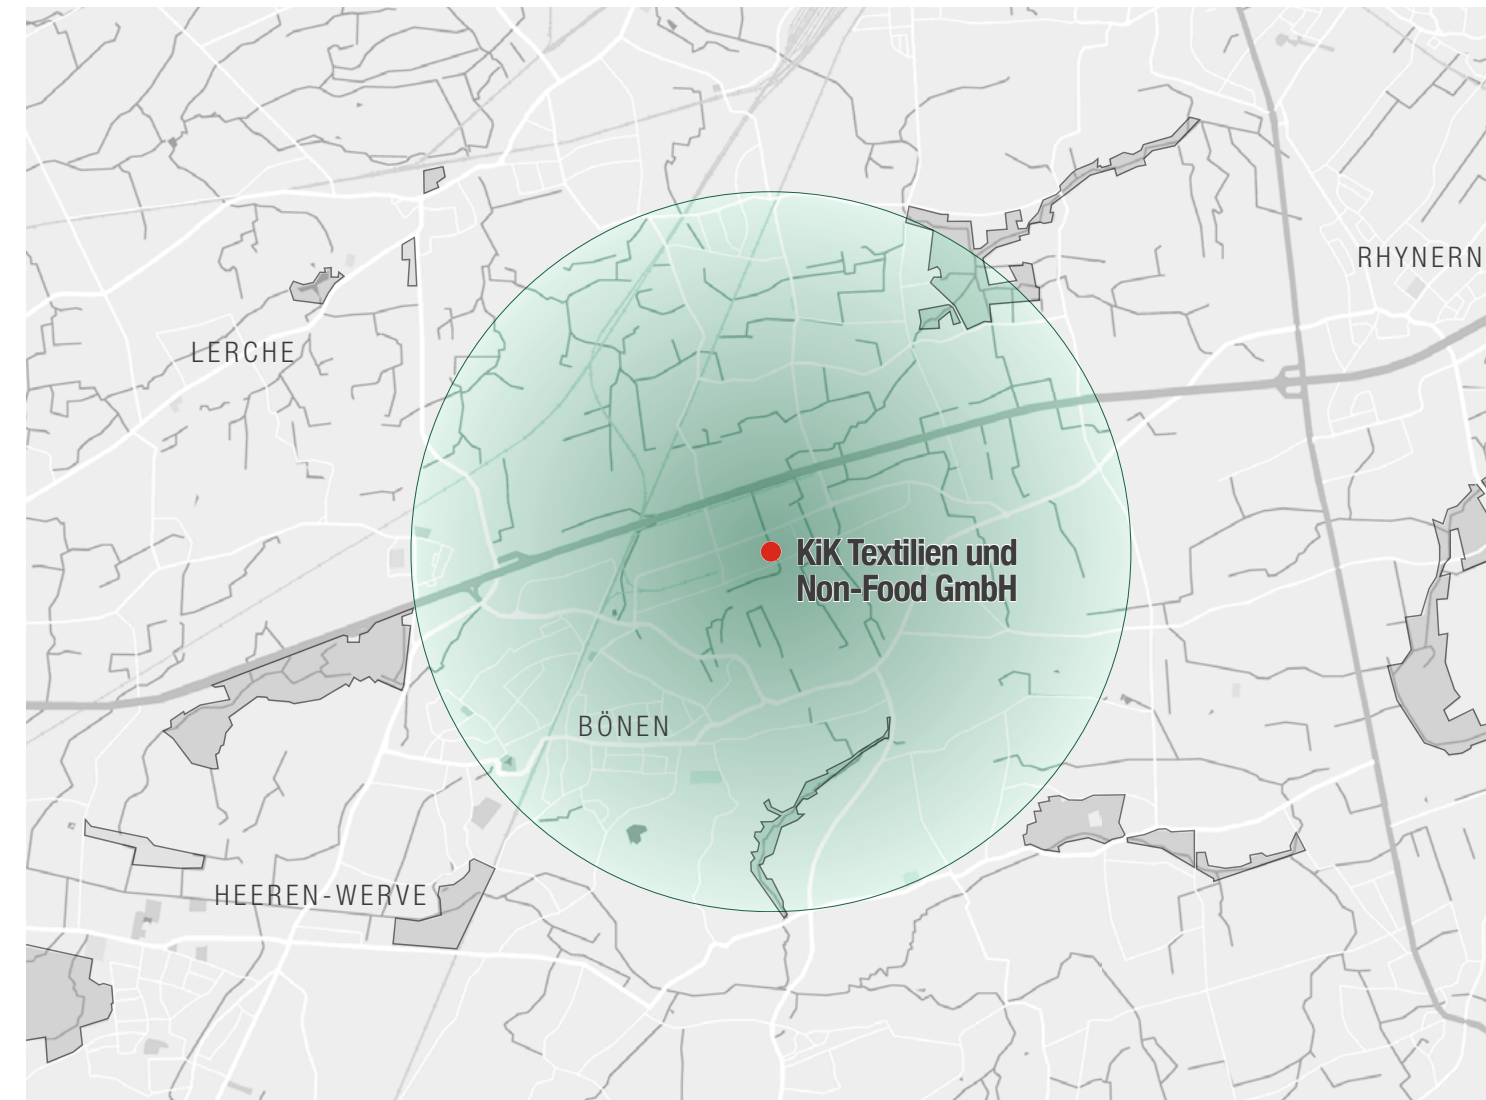 RHYNERN
LERCHE
KiK Textilien und
Non-Food GmbH
BÖNEN
HEEREN-WERVE